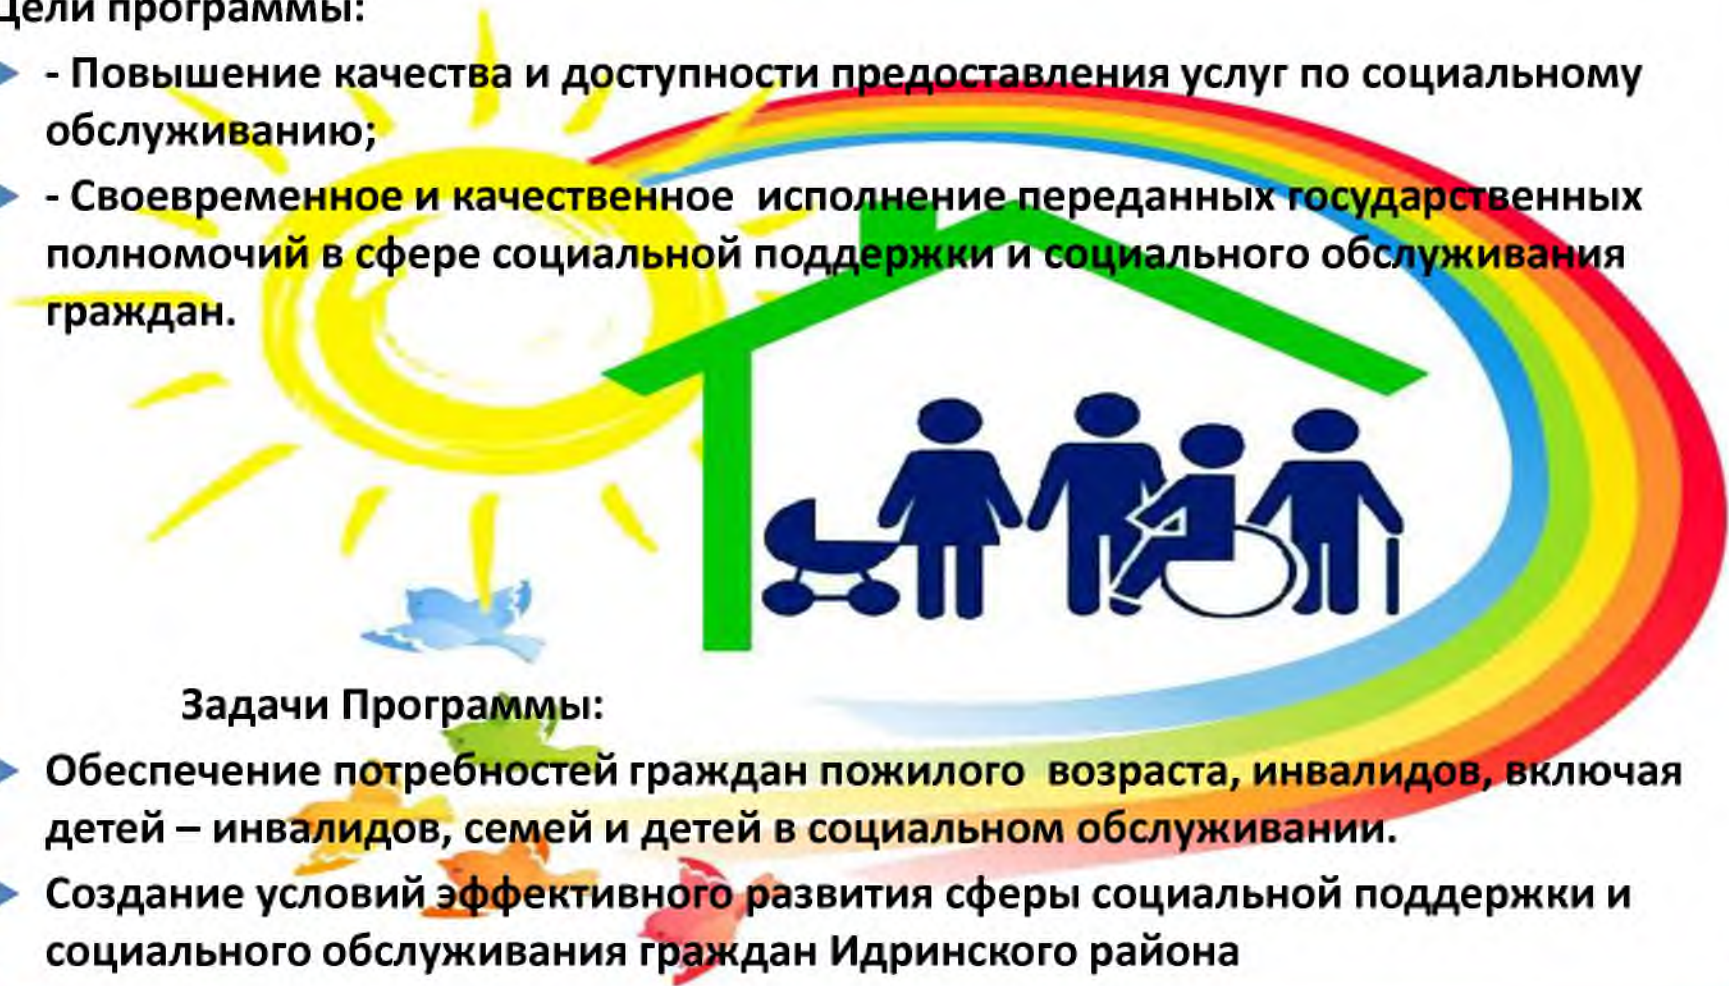 Цели программы:
- Повышение качества и доступности предоставления услуг по социальному
обслуживанию;
- Своевременное и качественное исполнение переданных государственных
полномочий в сфере социальной поддержки и социального обслуживания
граждан.
Задачи Программы:
Обеспечение потребностей граждан пожилого возраста, инвалидов, включая
детей – инвалидов, семей и детей в социальном обслуживании.
Создание условий эффективного развития сферы социальной поддержки и
социального обслуживания граждан Идринского района